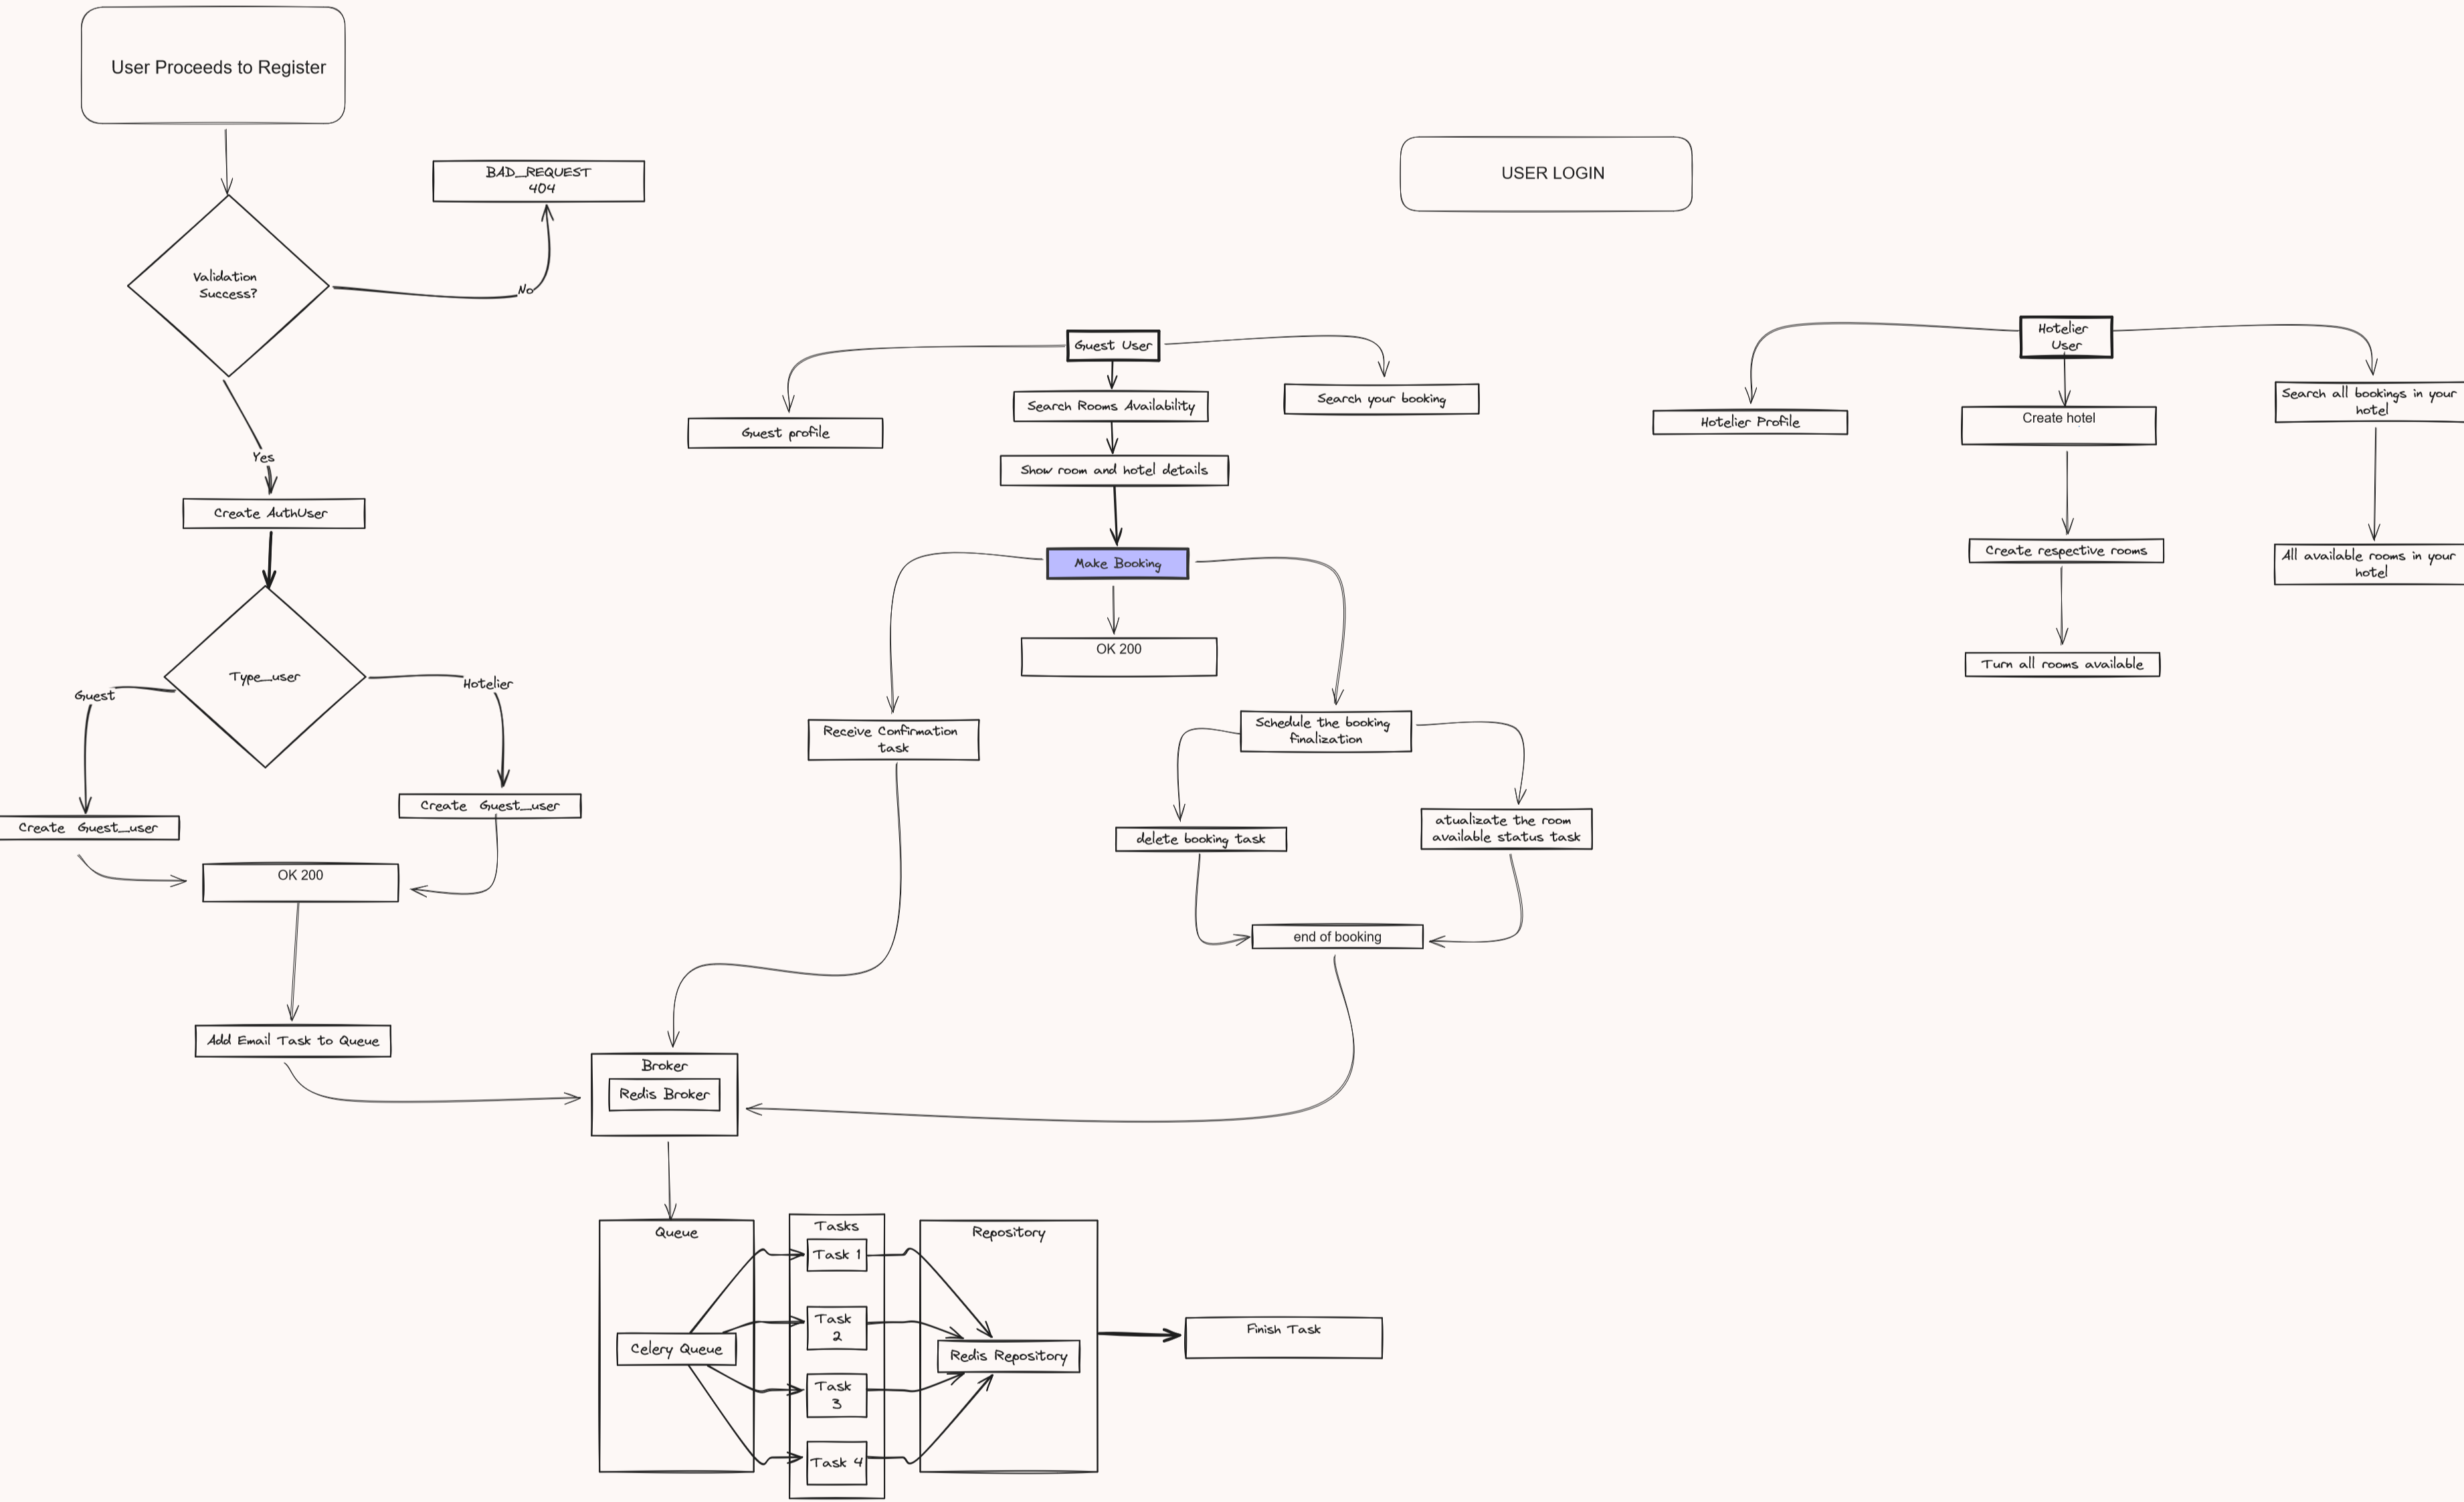 User Proceeds to Register
BAD_REQUEST
404
USER LOGIN
Validation
Success?
No
Yes
Create AuthUser
Type_user
Guest
Hotelier
Create Guest_user
Create Guest_user
OK 200
Add Email Task to Queue
Guest User
Guest profile
Search Rooms Availability
Search your booking
Show room and hotel details
Make Booking
OK 200
Receive Confirmation
task
Schedule the booking
finalization
delete booking task
atualizate the room
available status task
end of booking
Hotelier
User
Hotelier Profile
Create hotel
Search all bookings in your
hotel
Create respective rooms
All available rooms in your
hotel
Turn all rooms available
Broker
Redis Broker
Queue
Celery Queue
Tasks
Task 1
Task
2
Task
3
Task 4
Repository
Redis Repository
Finish Task